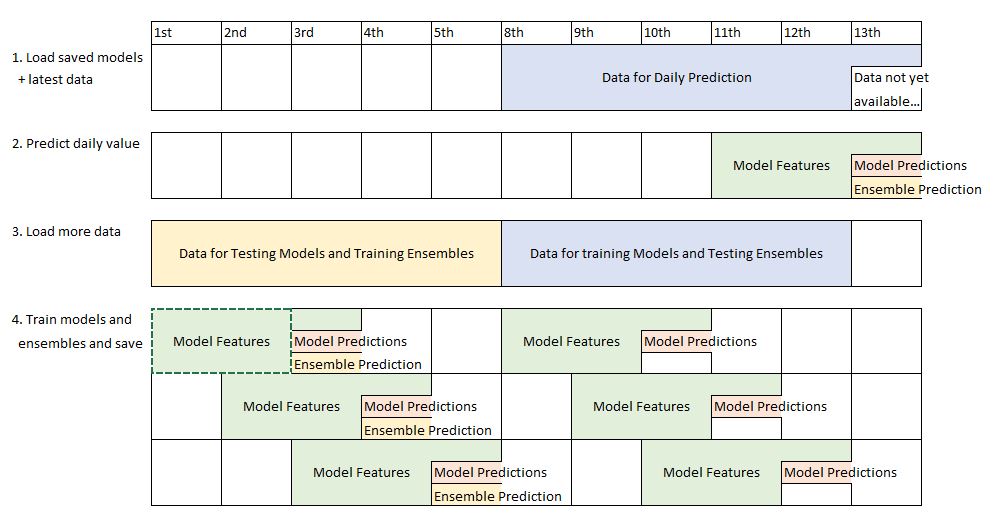 1st 2nd 3rd 4th 5th 8th 9th 10th 11th 12th 13th
1. Load saved models
+ latest data
Data for Daily Prediction
Data not yet
available...
2. Predict daily value
Model Features
Model Predictions
Ensemble Prediction
3. Load more data
Data for Testing Models and Training Ensembles
Data for training Models and Testing Ensembles
4. Train models and
ensembles and save
Model Features
Model Predictions
Ensemble Prediction
Model Features
Model Predictions
Model Features
Model Predictions
Ensemble Prediction
Model Features
Model Predictions
Model Features
Model Predictions
Ensemble Prediction
Model Features
Model Predictions